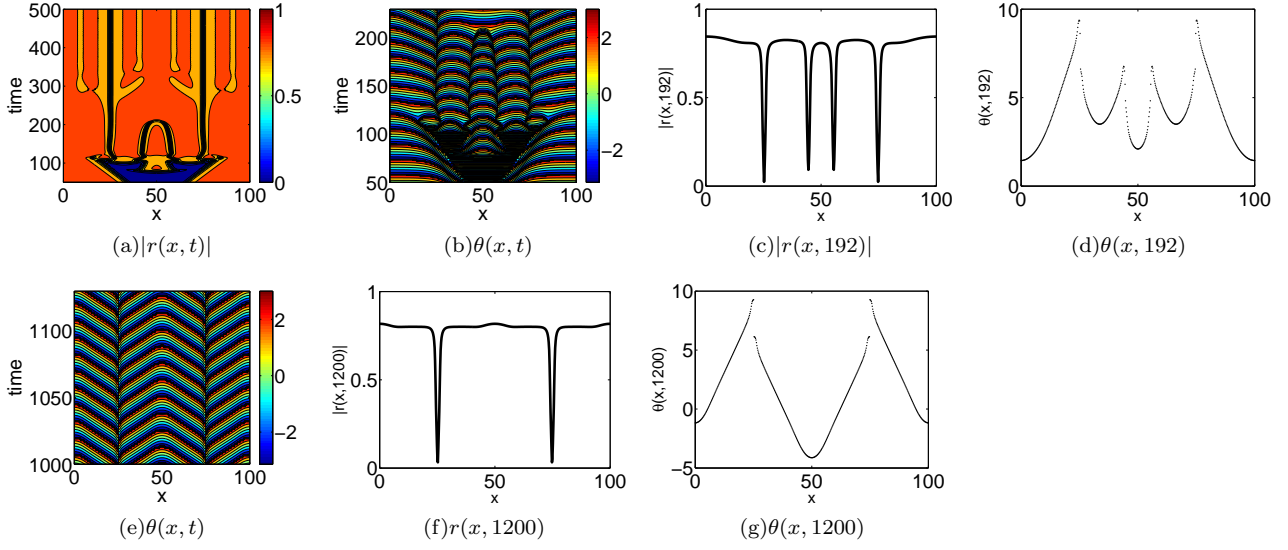 500
400
300
200
100
time
0
50
100
x
1
0.5
0
(a)|r(x, t)|
200
150
100
50
time
0
50
100
x
2
0
−2
(b)θ(x, t)
1
0.5
0
|r(x,192)|
0
50
100
x
(c)|r(x, 192)|
10
5
0
θ(x,192)
0
50
100
x
(d)θ(x, 192)
1100
1050
1000
time
0
50
100
x
2
0
−2
(e)θ(x, t)
1
0.5
0
|r(x,1200)|
0
50
100
x
(f)r(x, 1200)
10
5
0
−5
θ(x,1200)
0
50
100
x
(g)θ(x, 1200)